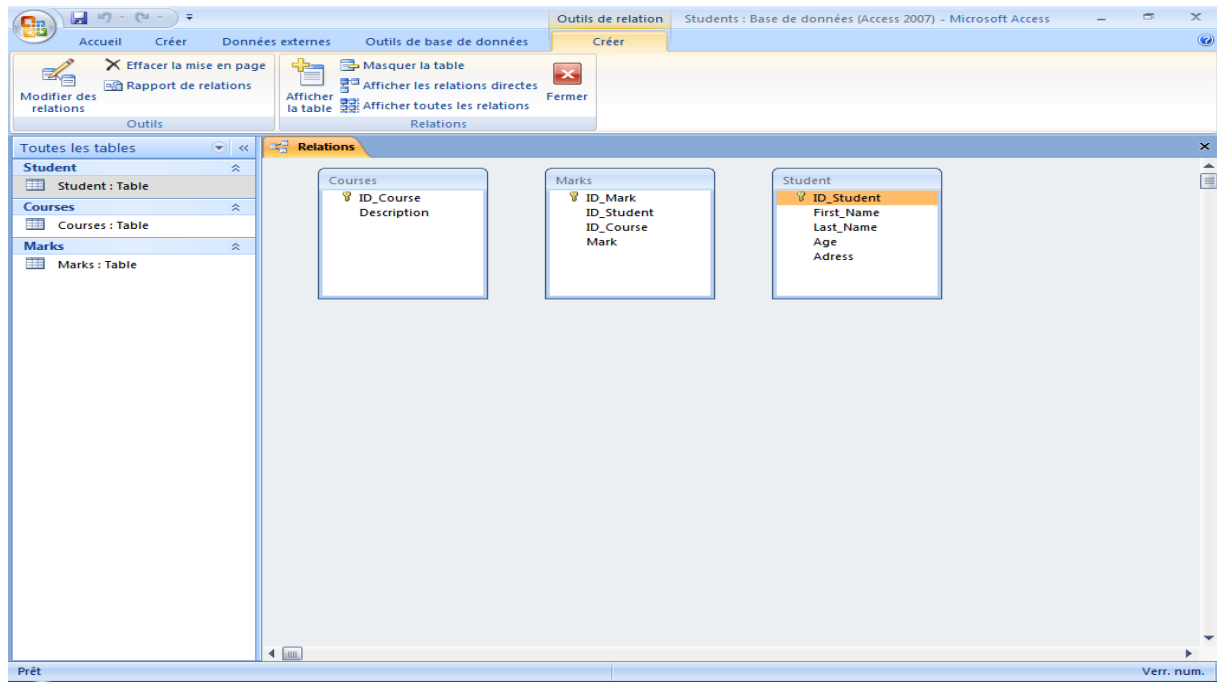 Outils de relation Students : Base de données (Access 2007) - Microsoft Access
Accueil Créer Données externes Outils de base de données Créer
Modifier des relations
Effacer la mise en page
Rapport de relations
Outils
Afficher la table
Masquer la table
Afficher les relations directes
Afficher toutes les relations
Fermer
Relations
Toutes les tables
Student
Student : Table
Courses
Courses : Table
Marks
Marks : Table
Relations
Courses
ID_Course
Description
Marks
ID_Mark
ID_Student
ID_Course
Mark
Student
ID_Student
First_Name
Last_Name
Age
Adress
Prêt
Verr. num.